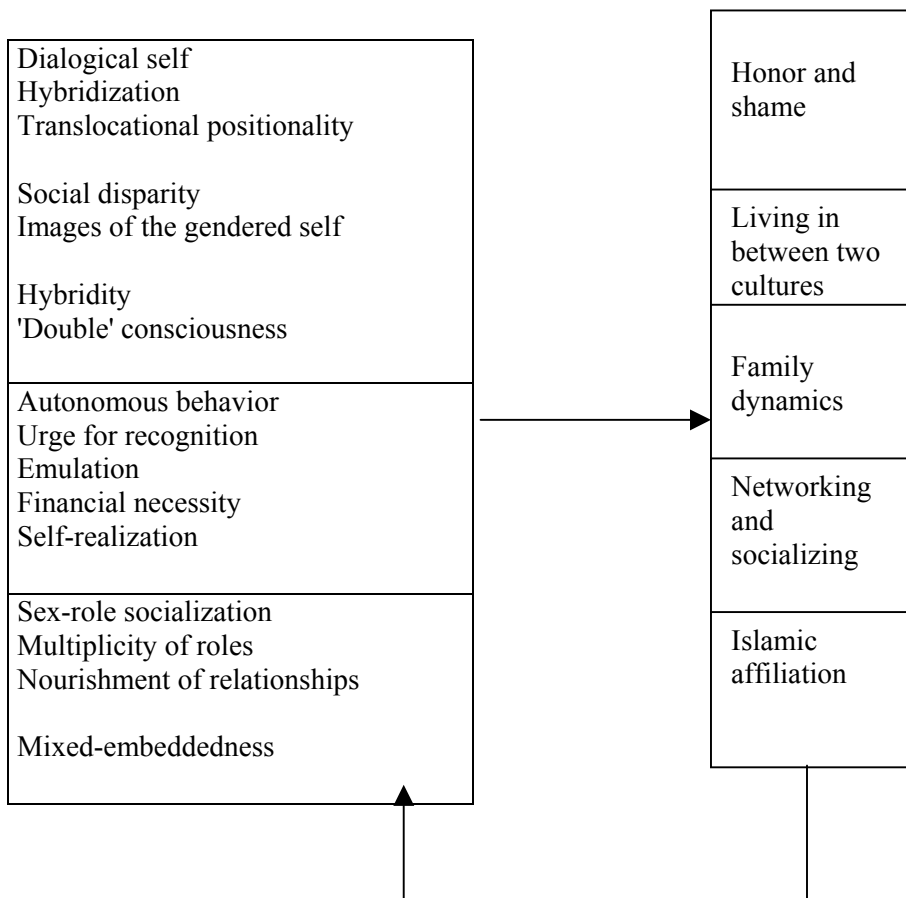 Dialogical self
Hybridization
Translocational positionality
Social disparity
Images of the gendered self
Hybridity
'Double' consciousness
Autonomous behavior
Urge for recognition
Emulation
Financial necessity
Self-realization
Sex-role socialization
Multiplicity of roles
Nourishment of relationships
Mixed-embeddedness
Honor and
shame
Living in
between two
cultures
Family
dynamics
Networking
and
socializing
Islamic
affiliation